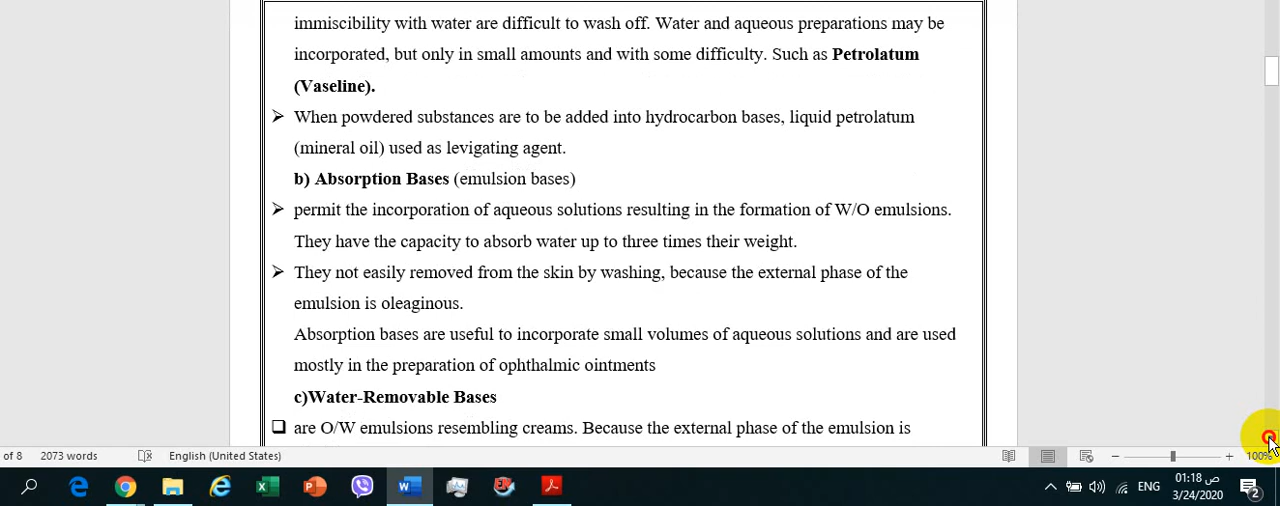 immiscibility with water are difficult to wash off. Water and aqueous preparations may be
incorporated, but only in small amounts and with some difficulty. Such as Petrolatum
(Vaseline).
➢ When powdered substances are to be added into hydrocarbon bases, liquid petrolatum
(mineral oil) used as levigating agent.
b) Absorption Bases (emulsion bases)
➢ permit the incorporation of aqueous solutions resulting in the formation of W/O emulsions.
They have the capacity to absorb water up to three times their weight.
➢ They not easily removed from the skin by washing, because the external phase of the
emulsion is oleaginous.
Absorption bases are useful to incorporate small volumes of aqueous solutions and are used
mostly in the preparation of ophthalmic ointments
c)Water-Removable Bases
❑ are O/W emulsions resembling creams. Because the external phase of the emulsion is
of 8 2073 words English (United States) 100%
ENG
01:18 ص
3/24/2020
2